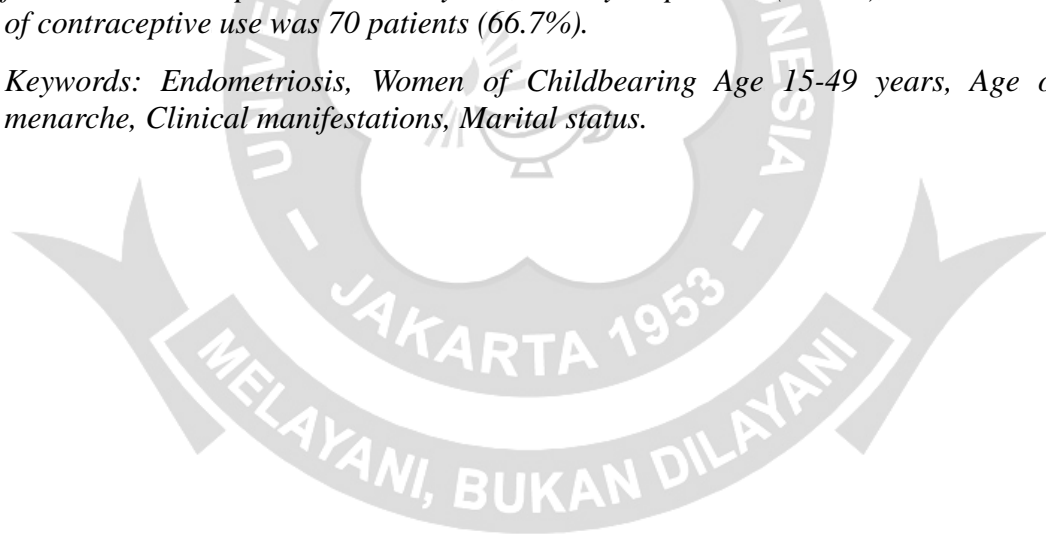 of contraceptive use was 70 patients (66.7%).
Keywords: Endometriosis, Women of Childbearing Age 15-49 years, Age
menarche, Clinical manifestations, Marital status.
JAKARTA 1953
MELAYANI, BUKAN DILAYANI